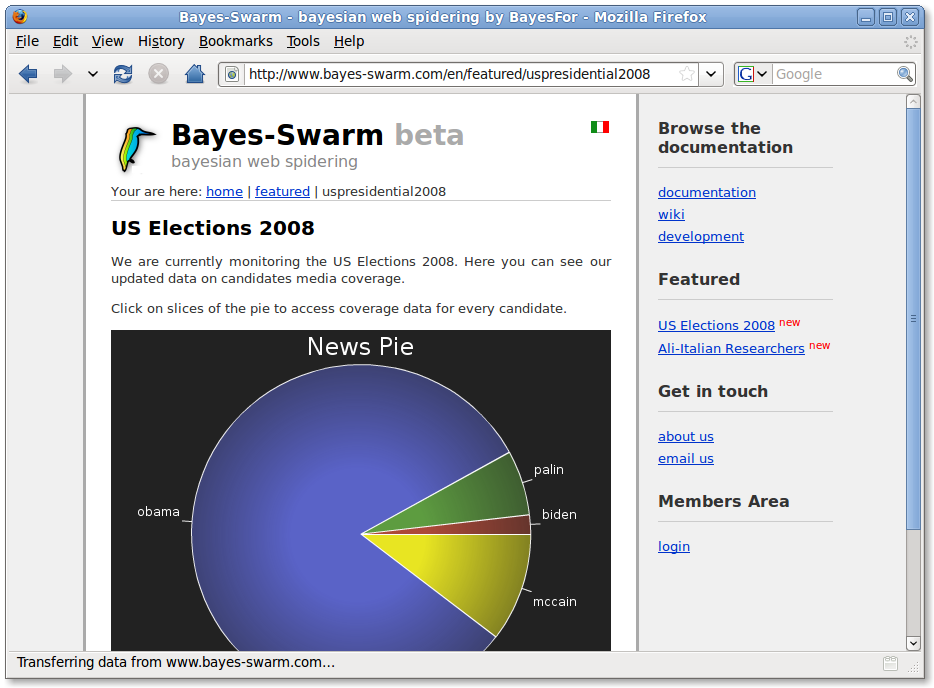 Bayes-Swarm - bayesian web spidering by BayesFor - Mozilla Firefox
File Edit View History Bookmarks Tools Help
http://www.bayes-swarm.com/en/featured/uspresidential2008
G Google
Bayes-Swarm beta
bayesian web spidering
Your are here: home | featured | uspresidential2008
US Elections 2008
We are currently monitoring the US Elections 2008. Here you can see our
updated data on candidates media coverage.
Click on slices of the pie to access coverage data for every candidate.
News Pie
palin
obama
biden
mccain
Browse the
documentation
documentation
wiki
development
Featured
US Elections 2008 new
Ali-Italian Researchers new
Get in touch
about us
email us
Members Area
login
Transferring data from www.bayes-swarm.com...